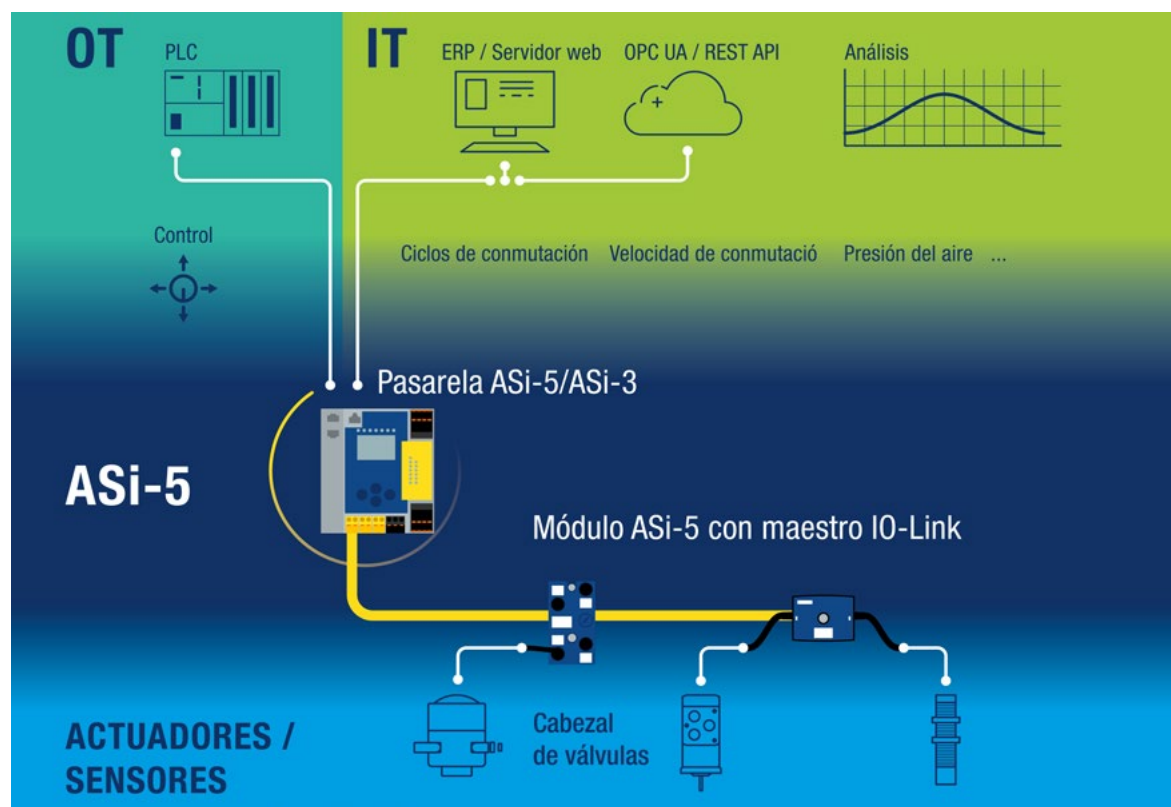 OT
PLC
IT
ERP / Servidor web
OPC UA / REST API
Análisis
Control
Ciclos de conmutación
Velocidad de conmutació
Presión del aire ...
Pasarela ASi-5/ASi-3
ASi-5
Módulo ASi-5 con maestro IO-Link
ACTUADORES /
SENSORES
Cabezal
de válvulas